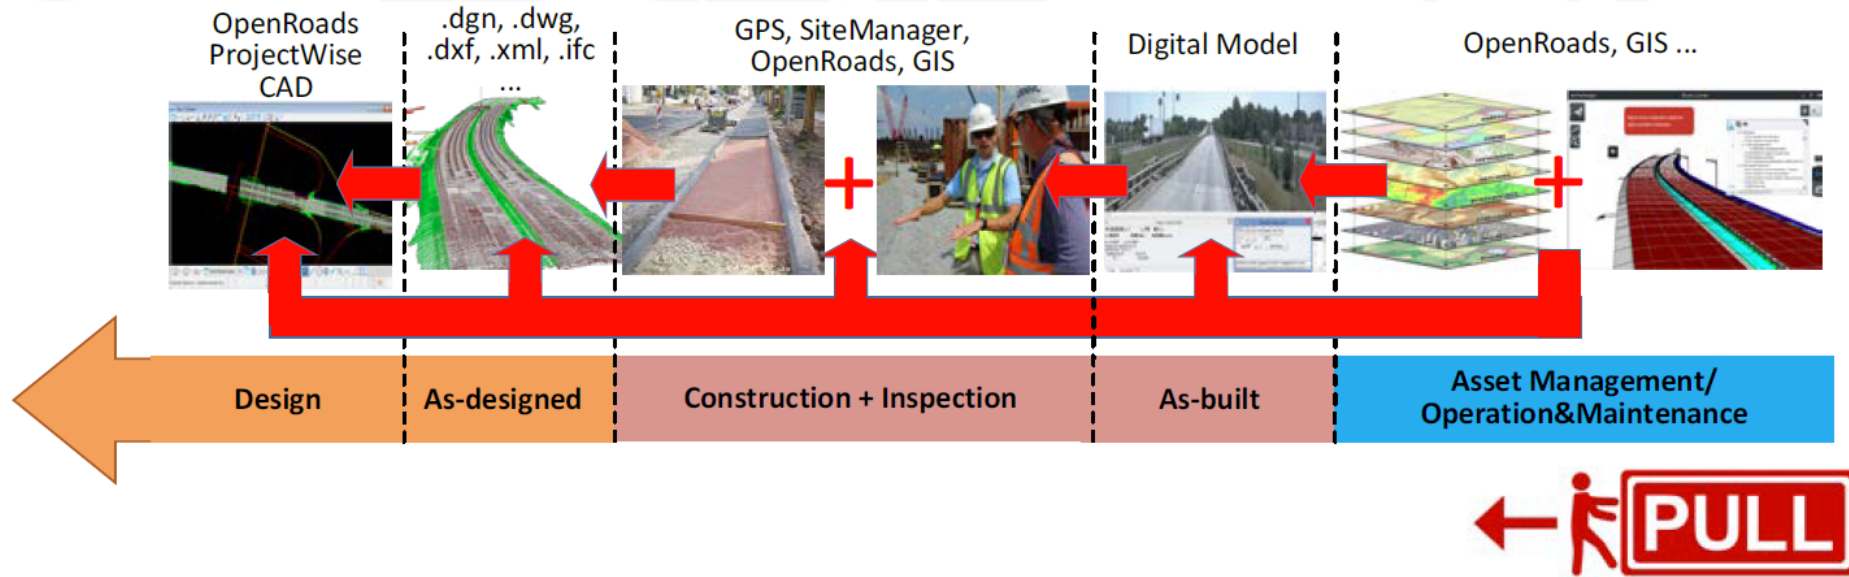 OpenRoads
ProjectWise
CAD
.dgn, .dwg,
.dxf, .xml, .ifc
...
GPS, SiteManager,
OpenRoads, GIS
Digital Model
OpenRoads, GIS ...
Design
As-designed
Construction + Inspection
As-built
Asset Management/
Operation&Maintenance
PULL